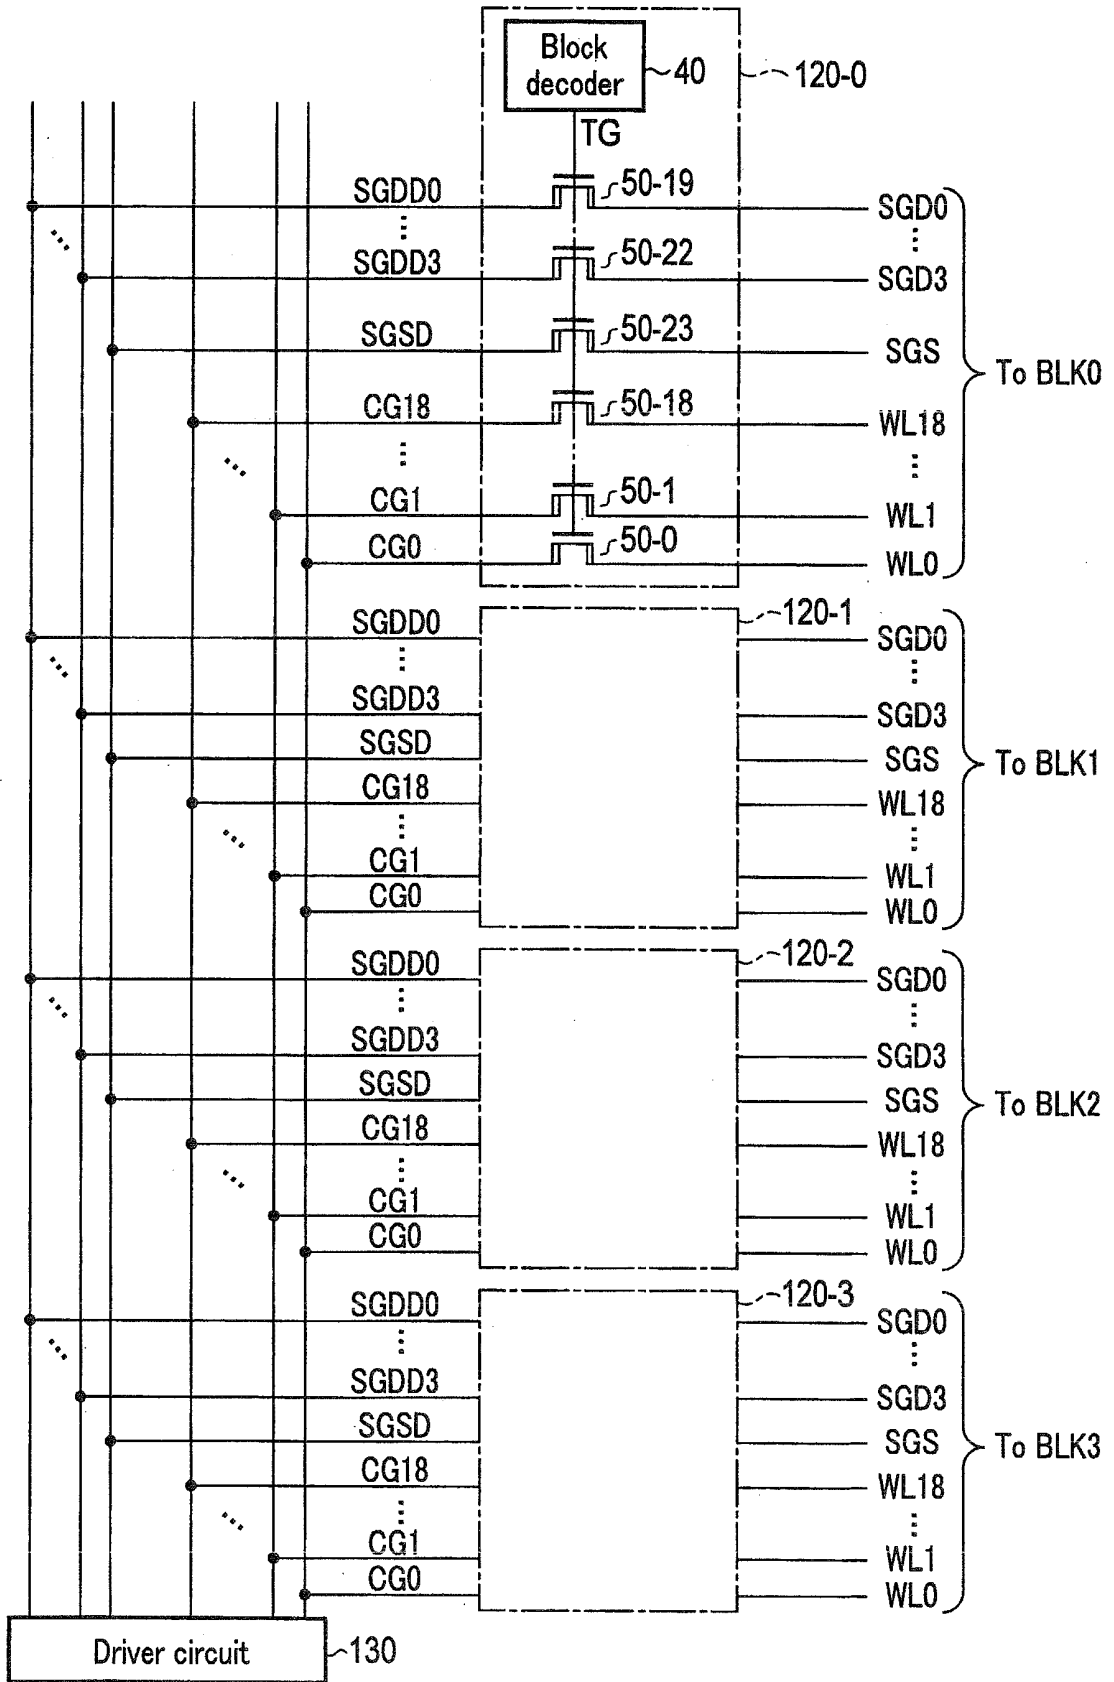 Block
decoder
40
120-0
TG
SGDD0 50-19 SGD0
SGDD3 50-22 SGD3
SGSD 50-23 SGS
To BLK0
CG18 50-18 WL18
CG1 50-1 WL1
CG0 50-0 WL0
120-1
SGDD0 SGD0
SGDD3 SGD3
SGSD SGS
To BLK1
CG18 WL18
CG1 WL1
CG0 WL0
120-2
SGDD0 SGD0
SGDD3 SGD3
SGSD SGS
To BLK2
CG18 WL18
CG1 WL1
CG0 WL0
120-3
SGDD0 SGD0
SGDD3 SGD3
SGSD SGS
To BLK3
CG18 WL18
CG1 WL1
CG0 WL0
Driver circuit 130